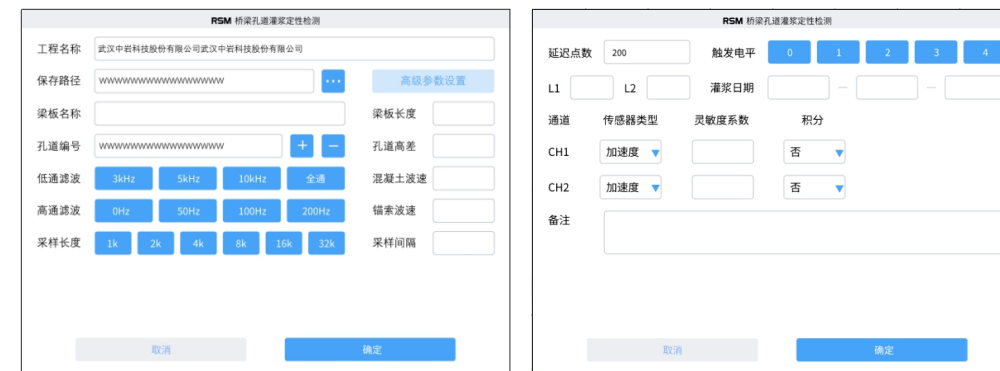 RSM 桥梁孔道灌浆定性检测
工程名称 武汉中岩科技股份有限公司武汉中岩科技股份有限公司
保存路径 WWWWWWWWWWWWWWWW ··· 高级参数设置
梁板名称 梁板长度
孔道编号 WWWWWWWWWWWWWWWW + − 孔道高差
低通滤波 3kHz 5kHz 10kHz 全通 混凝土波速
高通滤波 0Hz 50Hz 100Hz 200Hz 锚索波速
采样长度 1k 2k 4k 8k 16k 32k 采样间隔
取消 确定
RSM 桥梁孔道灌浆定性检测
延迟点数 200 触发电平 0 1 2 3 4
L1 L2 灌浆日期 — —
通道 传感器类型 灵敏度系数 积分
CH1 加速度 否
CH2 加速度 否
备注
取消 确定